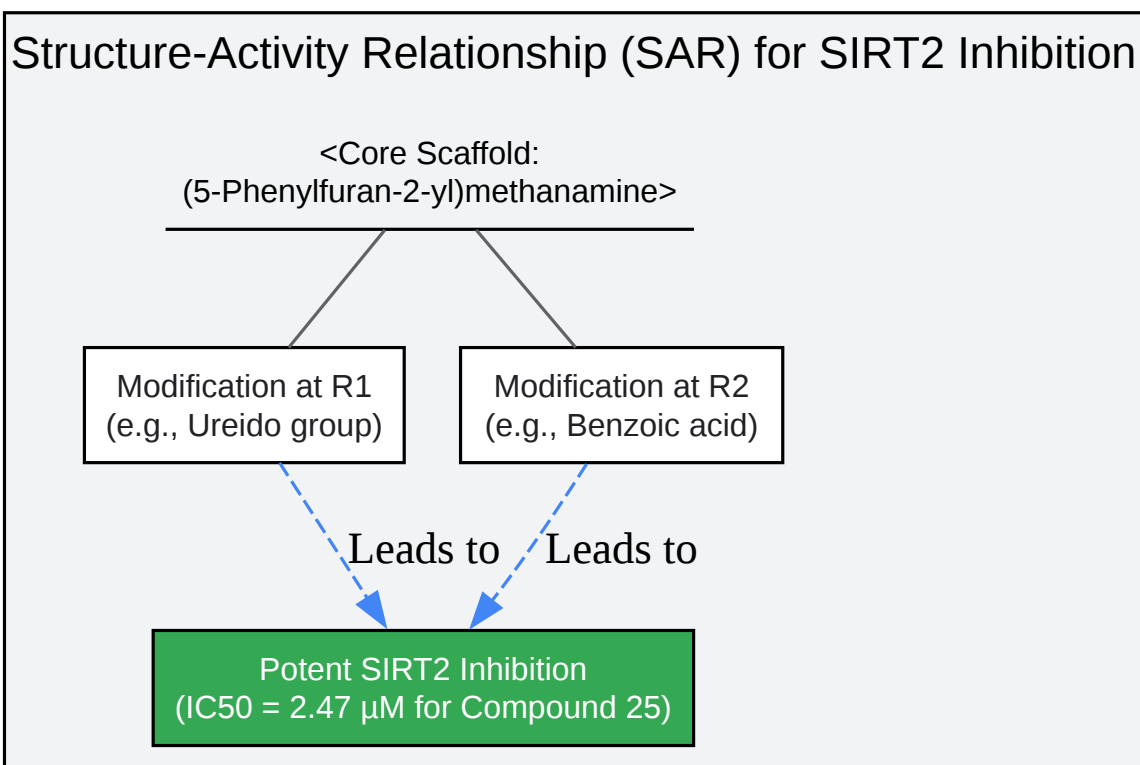 Structure-Activity Relationship (SAR) for SIRT2 Inhibition
<Core Scaffold:
(5-Phenylfuran-2-yl)methanamine>
Modification at R1
(e.g., Ureido group)
Modification at R2
(e.g., Benzoic acid)
Leads to
Leads to
Potent SIRT2 Inhibition
(IC50 = 2.47 µM for Compound 25)